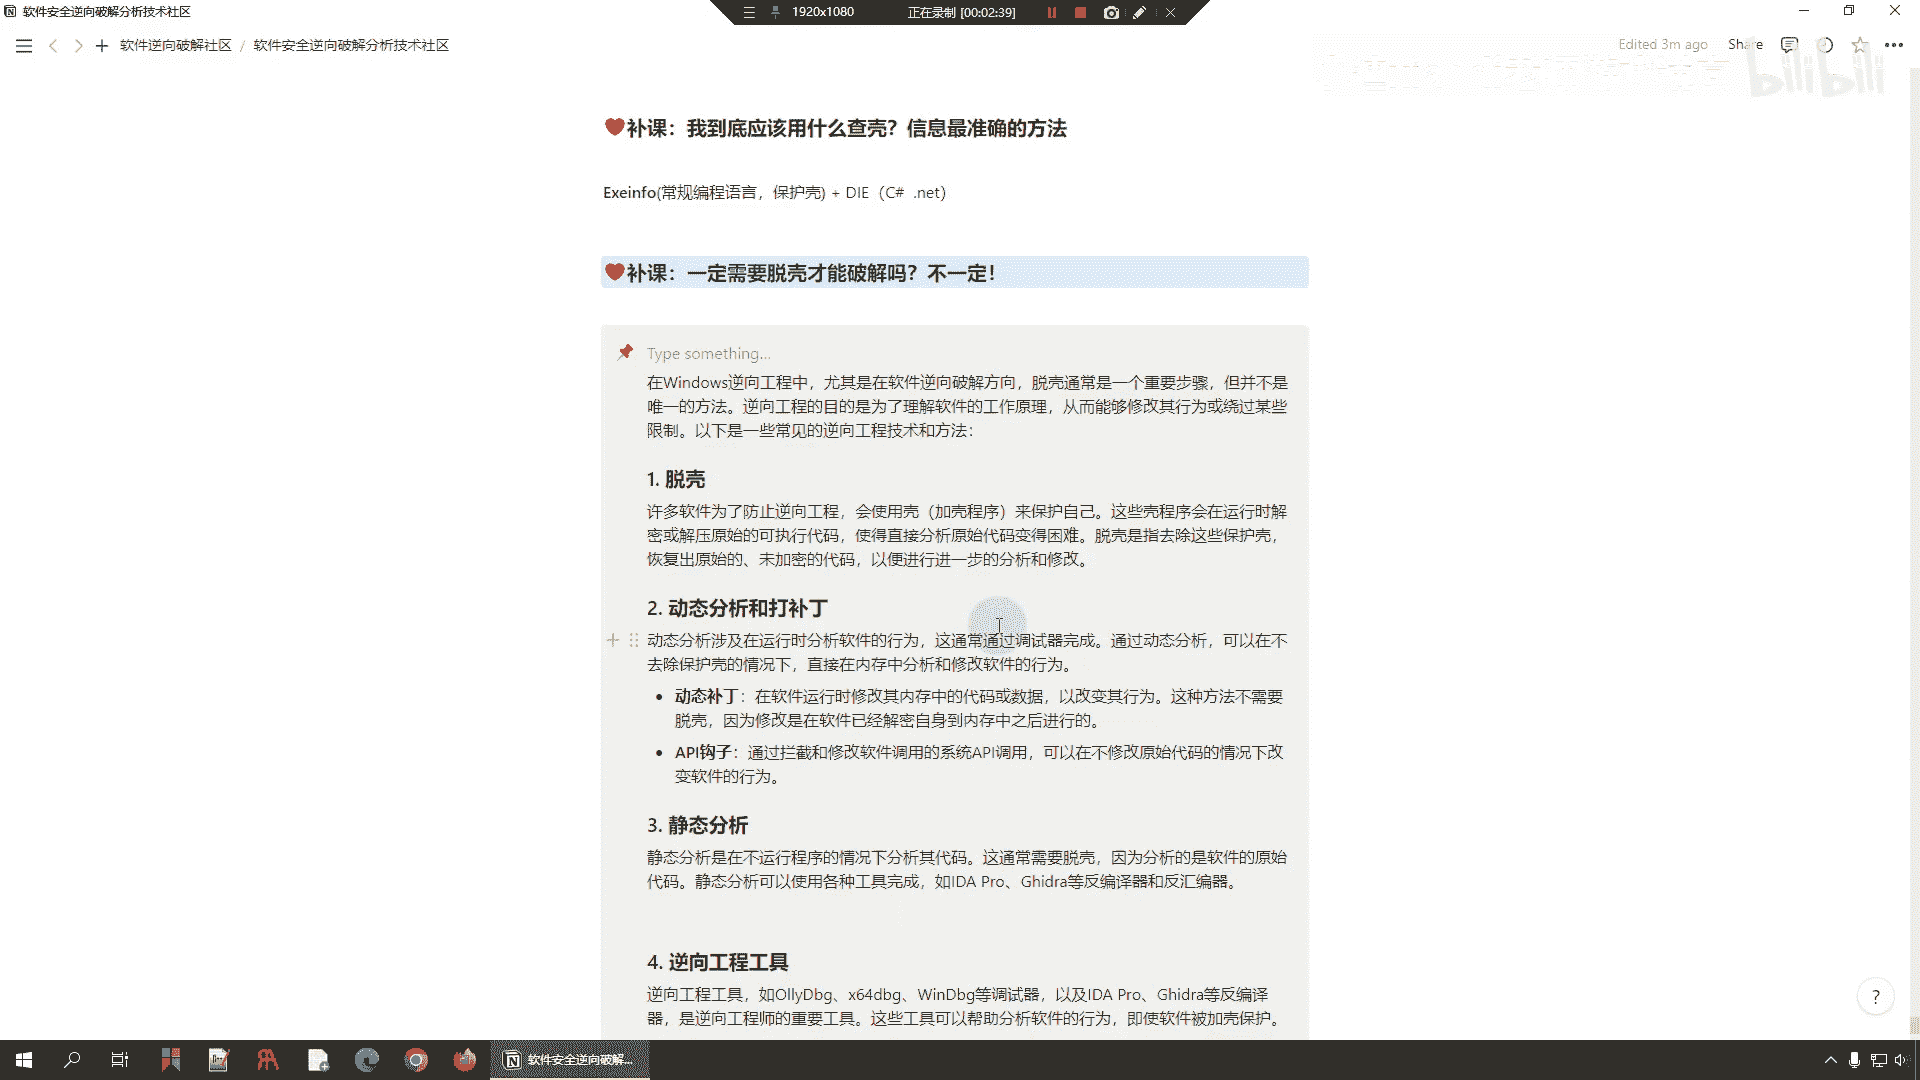 软件安全逆向破解分析技术社区
1920x1080
正在录制 [00:02:39]
软件逆向破解社区 / 软件安全逆向破解分析技术社区
Edited 3m ago
Share
bilibili
❤补课：我到底应该用什么查壳？信息最准确的方法
Exeinfo(常规编程语言，保护壳) + DIE（C# .net）
❤补课：一定需要脱壳才能破解吗？不一定！
Type something...
在Windows逆向工程中，尤其是在软件逆向破解方向，脱壳通常是一个重要步骤，但并不是
唯一的方法。逆向工程的目的是为了理解软件的工作原理，从而能够修改其行为或绕过某些
限制。以下是一些常见的逆向工程技术和方法：
1. 脱壳
许多软件为了防止逆向工程，会使用壳（加壳程序）来保护自己。这些壳程序会在运行时解
密或解压原始的可执行代码，使得直接分析原始代码变得困难。脱壳是指去除这些保护壳，
恢复出原始的、未加密的代码，以便进行进一步的分析和修改。
2. 动态分析和打补丁
动态分析涉及在运行时分析软件的行为，这通常通过调试器完成。通过动态分析，可以在不
去除保护壳的情况下，直接在内存中分析和修改软件的行为。
• 动态补丁：在软件运行时修改其内存中的代码或数据，以改变其行为。这种方法不需要
脱壳，因为修改是在软件已经解密自身到内存中之后进行的。
• API钩子：通过拦截和修改软件调用的系统API调用，可以在不修改原始代码的情况下改
变软件的行为。
3. 静态分析
静态分析是在不运行程序的情况下分析其代码。这通常需要脱壳，因为分析的是软件的原始
代码。静态分析可以使用各种工具完成，如IDA Pro、Ghidra等反编译器和反汇编器。
4. 逆向工程工具
逆向工程工具，如OllyDbg、x64dbg、WinDbg等调试器，以及IDA Pro、Ghidra等反编译
器，是逆向工程师的重要工具。这些工具可以帮助分析软件的行为，即使软件被加壳保护。
?
软件安全逆向破解...